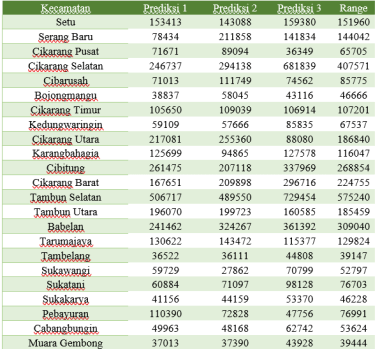 Kecamatan Prediksi 1 Prediksi 2 Prediksi 3 Range
Setu 153413 143088 159380 151960
Serang Baru 78434 211858 141834 144042
Cikarang Pusat 71671 89094 36349 65705
Cikarang Selatan 246737 294138 681839 407571
Cibarusah 71013 111749 74562 85775
Bojongmangu 38837 58045 43116 46666
Cikarang Timur 105650 109039 106914 107201
Kedungwaringin 59109 57666 85835 67537
Cikarang Utara 217081 255360 88080 186840
Karangbahagia 125699 94865 127578 116047
Cibitung 261475 207118 337969 268854
Cikarang Barat 167651 209898 296716 224755
Tambun Selatan 506717 489550 729454 575240
Tambun Utara 196070 199723 160585 185459
Babelan 241462 324267 361392 309040
Tarumajaya 130622 143472 115377 129824
Tambelang 36522 36111 44808 39147
Sukawangi 59729 27862 70799 52797
Sukatani 60884 71097 98126 76703
Sukakarya 41156 44159 53370 46228
Pebayuran 110390 72828 47756 76991
Cabangbungin 49963 48168 62742 53624
Muara Gembong 37013 37390 43928 39444